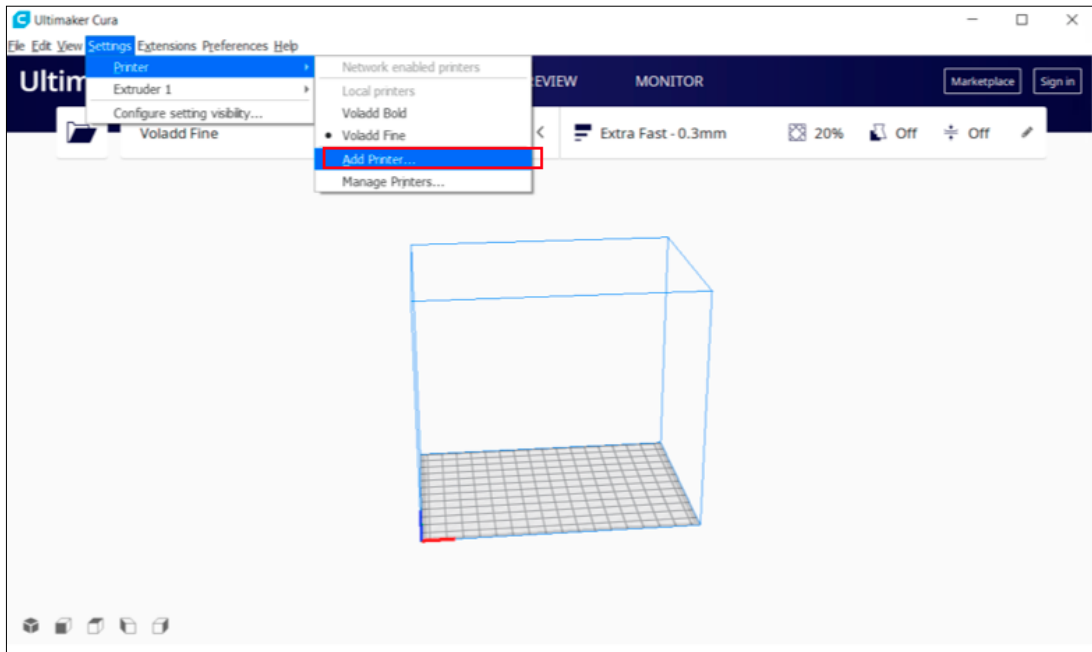 Ultimaker Cura
File Edit View Settings Extensions Preferences Help
Ultim
EVIEW
MONITOR
Marketplace
Sign in
Printer
Extruder 1
Configure setting visibility...
Network enabled printers
Local printers
Voladd Bold
Voladd Fine
Add Printer...
Manage Printers...
Voladd Fine
Extra Fast - 0.3mm
20%
Off
Off